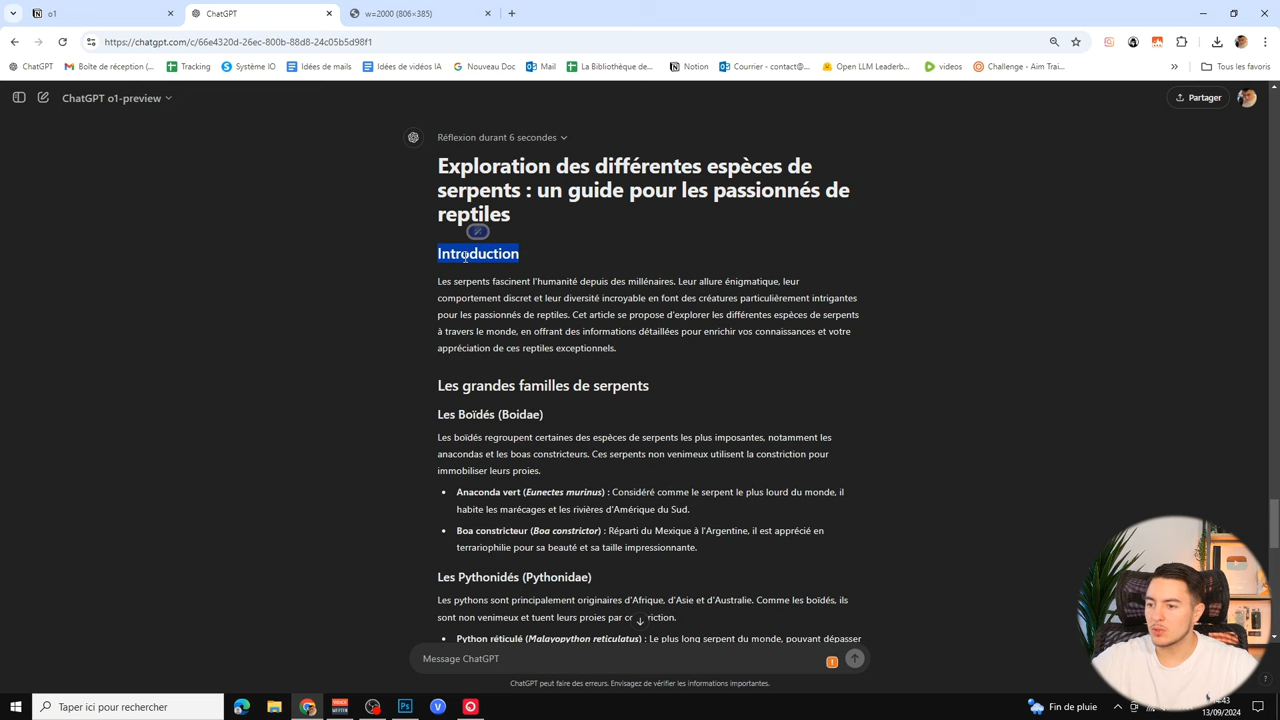 o1
ChatGPT
w=2000 (806×385)
https://chatgpt.com/c/66e4320d-26ec-800b-88d8-24c05b5d98f1
ChatGPT
Boîte de réception (...
Tracking
Système IO
Idées de mails
Idées de vidéos IA
Nouveau Doc
Mail
La Bibliothèque de...
Notion
Courrier - contact@...
Open LLM Leaderb...
videos
Challenge - Aim Trai...
Tous les favoris
ChatGPT o1-preview
Partager
Réflexion durant 6 secondes
Exploration des différentes espèces de
serpents : un guide pour les passionnés de
reptiles
Introduction
Les serpents fascinent l'humanité depuis des millénaires. Leur allure énigmatique, leur
comportement discret et leur diversité incroyable en font des créatures particulièrement intrigantes
pour les passionnés de reptiles. Cet article se propose d'explorer les différentes espèces de serpents
à travers le monde, en offrant des informations détaillées pour enrichir vos connaissances et votre
appréciation de ces reptiles exceptionnels.
Les grandes familles de serpents
Les Boïdés (Boidae)
Les boïdés regroupent certaines des espèces de serpents les plus imposantes, notamment les
anacondas et les boas constricteurs. Ces serpents non venimeux utilisent la constriction pour
immobiliser leurs proies.
Anaconda vert (Eunectes murinus) : Considéré comme le serpent le plus lourd du monde, il
habite les marécages et les rivières d'Amérique du Sud.
Boa constricteur (Boa constrictor) : Réparti du Mexique à l'Argentine, il est apprécié en
terrariophilie pour sa beauté et sa taille impressionnante.
Les Pythonidés (Pythonidae)
Les pythons sont principalement originaires d'Afrique, d'Asie et d'Australie. Comme les boïdés, ils
sont non venimeux et tuent leurs proies par constriction.
Python réticulé (Malayopython reticulatus) : Le plus long serpent du monde, pouvant dépasser
Message ChatGPT
1
ChatGPT peut faire des erreurs. Envisagez de vérifier les informations importantes.
?
Taper ici pour rechercher
Fin de pluie
13/09/2024